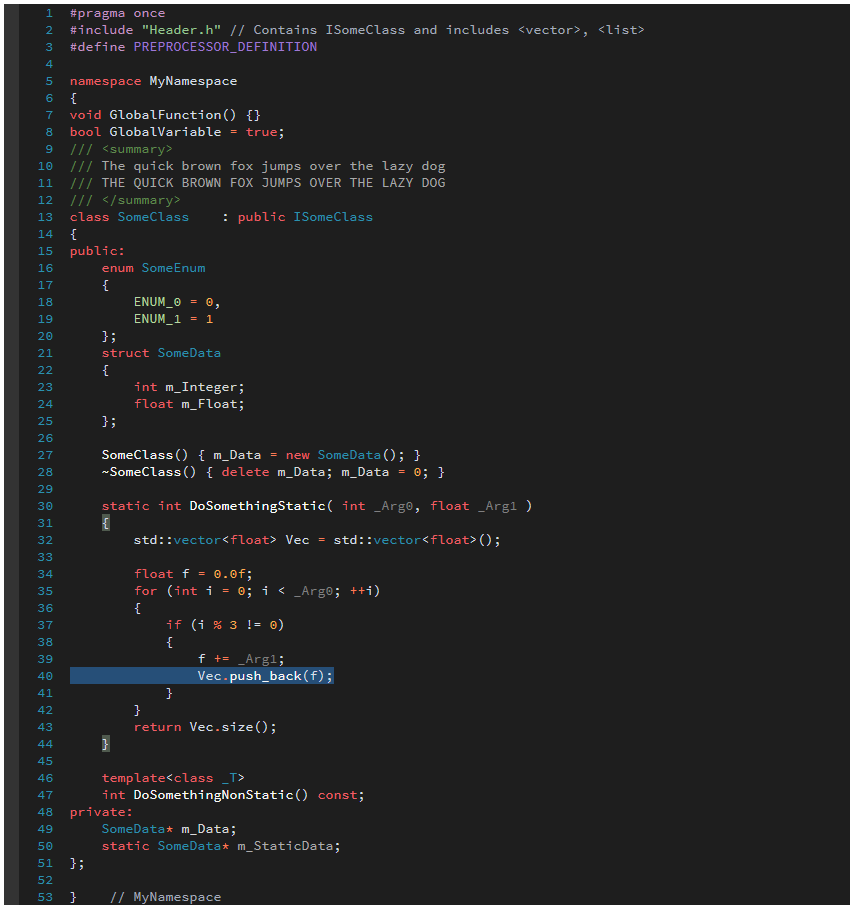 1 #pragma once
2 #include "Header.h" // Contains ISomeClass and includes <vector>, <list>
3 #define PREPROCESSOR_DEFINITION
4
5 namespace MyNamespace
6 {
7 void GlobalFunction() {}
8 bool GlobalVariable = true;
9 /// <summary>
10 /// The quick brown fox jumps over the lazy dog
11 /// THE QUICK BROWN FOX JUMPS OVER THE LAZY DOG
12 /// </summary>
13 class SomeClass    : public ISomeClass
14 {
15 public:
16     enum SomeEnum
17     {
18         ENUM_0 = 0,
19         ENUM_1 = 1
20     };
21     struct SomeData
22     {
23         int m_Integer;
24         float m_Float;
25     };
26
27     SomeClass() { m_Data = new SomeData(); }
28     ~SomeClass() { delete m_Data; m_Data = 0; }
29
30     static int DoSomethingStatic( int _Arg0, float _Arg1 )
31     {
32         std::vector<float> Vec = std::vector<float>();
33
34         float f = 0.0f;
35         for (int i = 0; i < _Arg0; ++i)
36         {
37             if (i % 3 != 0)
38             {
39                 f += _Arg1;
40                 Vec.push_back(f);
41             }
42         }
43         return Vec.size();
44     }
45
46     template<class _T>
47     int DoSomethingNonStatic() const;
48 private:
49     SomeData* m_Data;
50     static SomeData* m_StaticData;
51 };
52
53 }    // MyNamespace